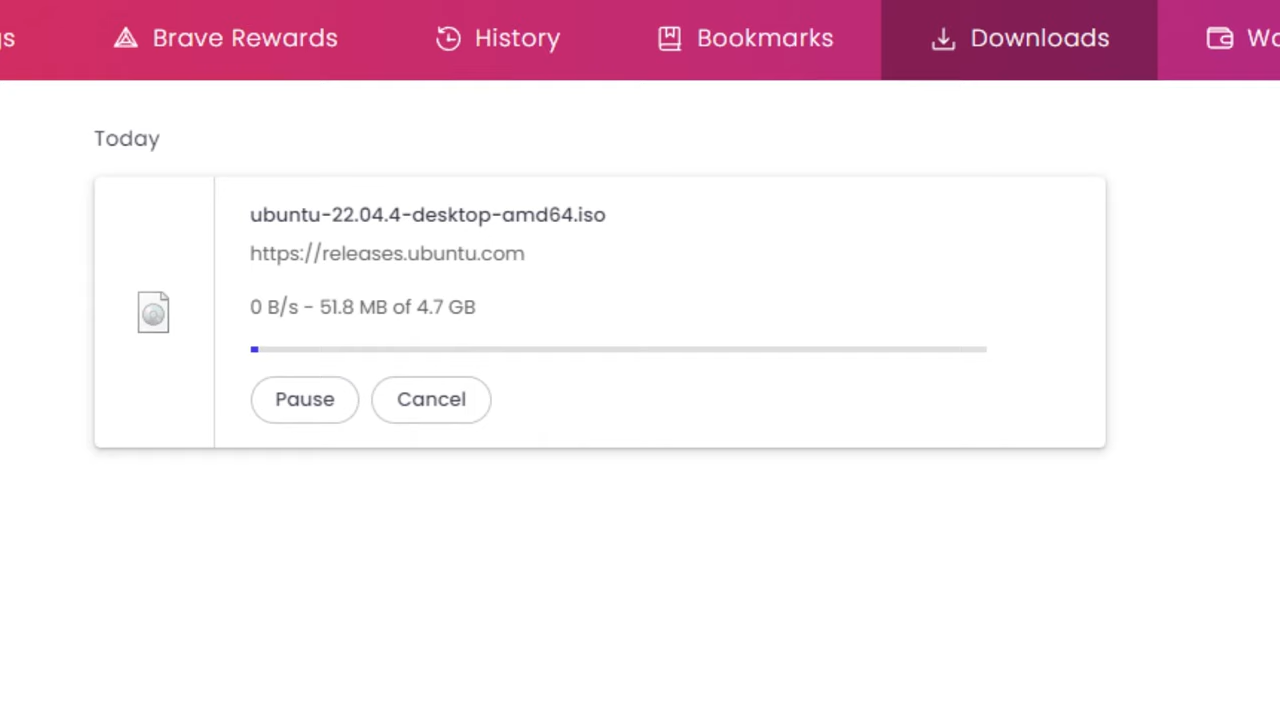 gs Brave Rewards History Bookmarks Downloads
Today
ubuntu-22.04.4-desktop-amd64.iso
https://releases.ubuntu.com
0 B/s - 51.8 MB of 4.7 GB
Pause Cancel